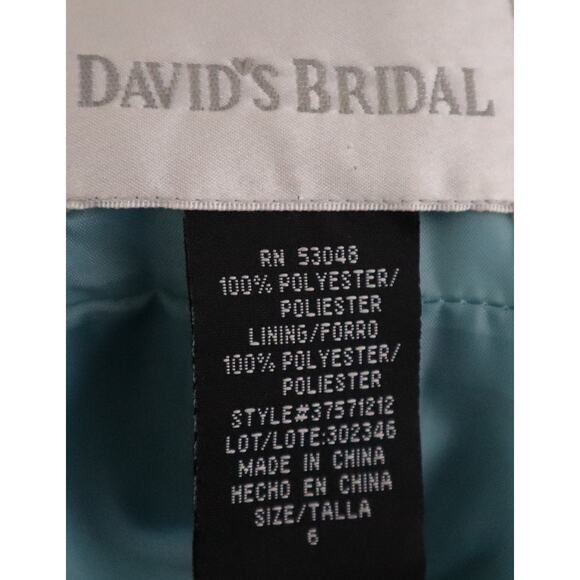 DAVID'S BRIDAL
RN 53048
100% POLYESTER/
POLIESTER
LINING/FORRO
100% POLYESTER/
POLIESTER
STYLE#37571212
LOT/LOTE:302346
MADE IN CHINA
HECHO EN CHINA
SIZE/TALLA
6